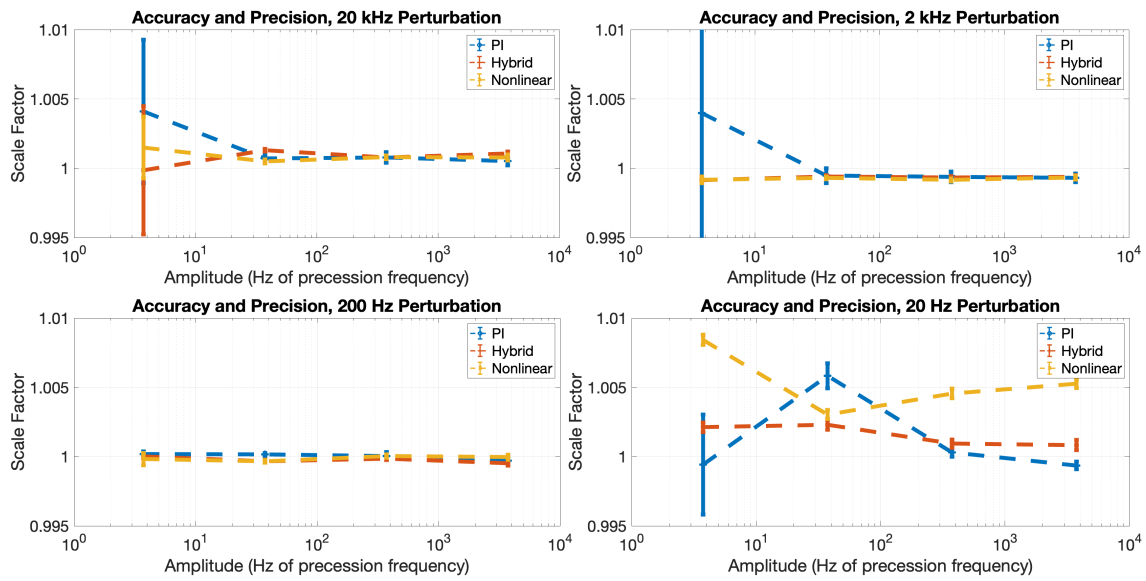 Accuracy and Precision, 20 kHz Perturbation
1.01
1.005
1
0.995
Scale Factor
PI
Hybrid
Nonlinear
10^0
10^1
10^2
10^3
10^4
Amplitude (Hz of precession frequency)
Accuracy and Precision, 2 kHz Perturbation
1.01
1.005
1
0.995
Scale Factor
PI
Hybrid
Nonlinear
10^0
10^1
10^2
10^3
10^4
Amplitude (Hz of precession frequency)
Accuracy and Precision, 200 Hz Perturbation
1.01
1.005
1
0.995
Scale Factor
PI
Hybrid
Nonlinear
10^0
10^1
10^2
10^3
10^4
Amplitude (Hz of precession frequency)
Accuracy and Precision, 20 Hz Perturbation
1.01
1.005
1
0.995
Scale Factor
PI
Hybrid
Nonlinear
10^0
10^1
10^2
10^3
10^4
Amplitude (Hz of precession frequency)